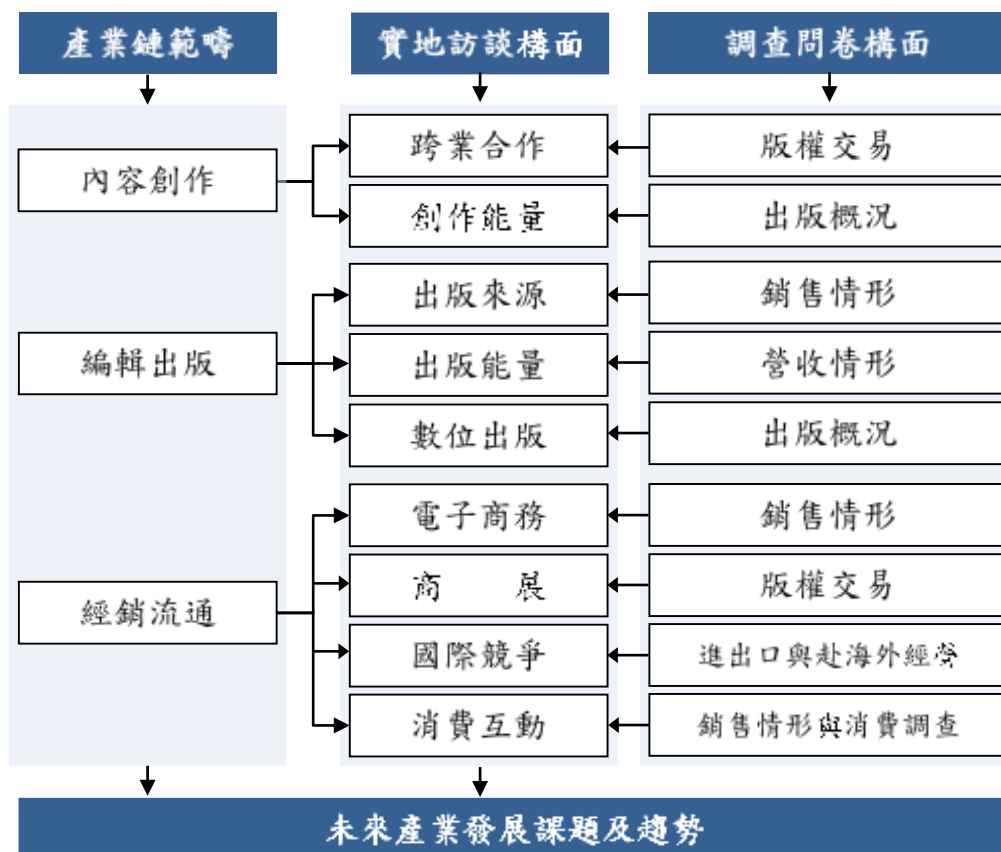 產業鏈範疇
實地訪談構面
調查問卷構面
內容創作
跨業合作
版權交易
創作能量
出版概況
編輯出版
出版來源
銷售情形
出版能量
營收情形
數位出版
出版概況
經銷流通
電子商務
銷售情形
商　　展
版權交易
國際競爭
進出口與赴海外經營
消費互動
銷售情形與消費調查
未來產業發展課題及趨勢